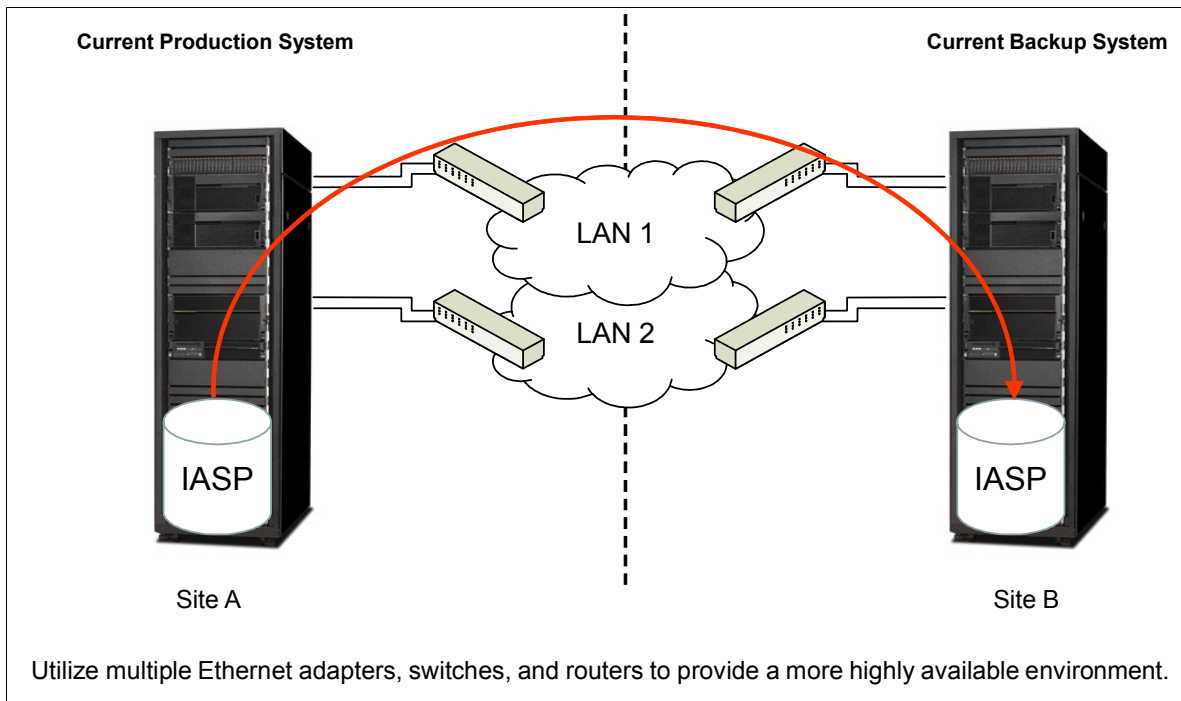 Current Production System
Current Backup System
LAN 1
LAN 2
IASP
IASP
Site A
Site B
Utilize multiple Ethernet adapters, switches, and routers to provide a more highly available environment.